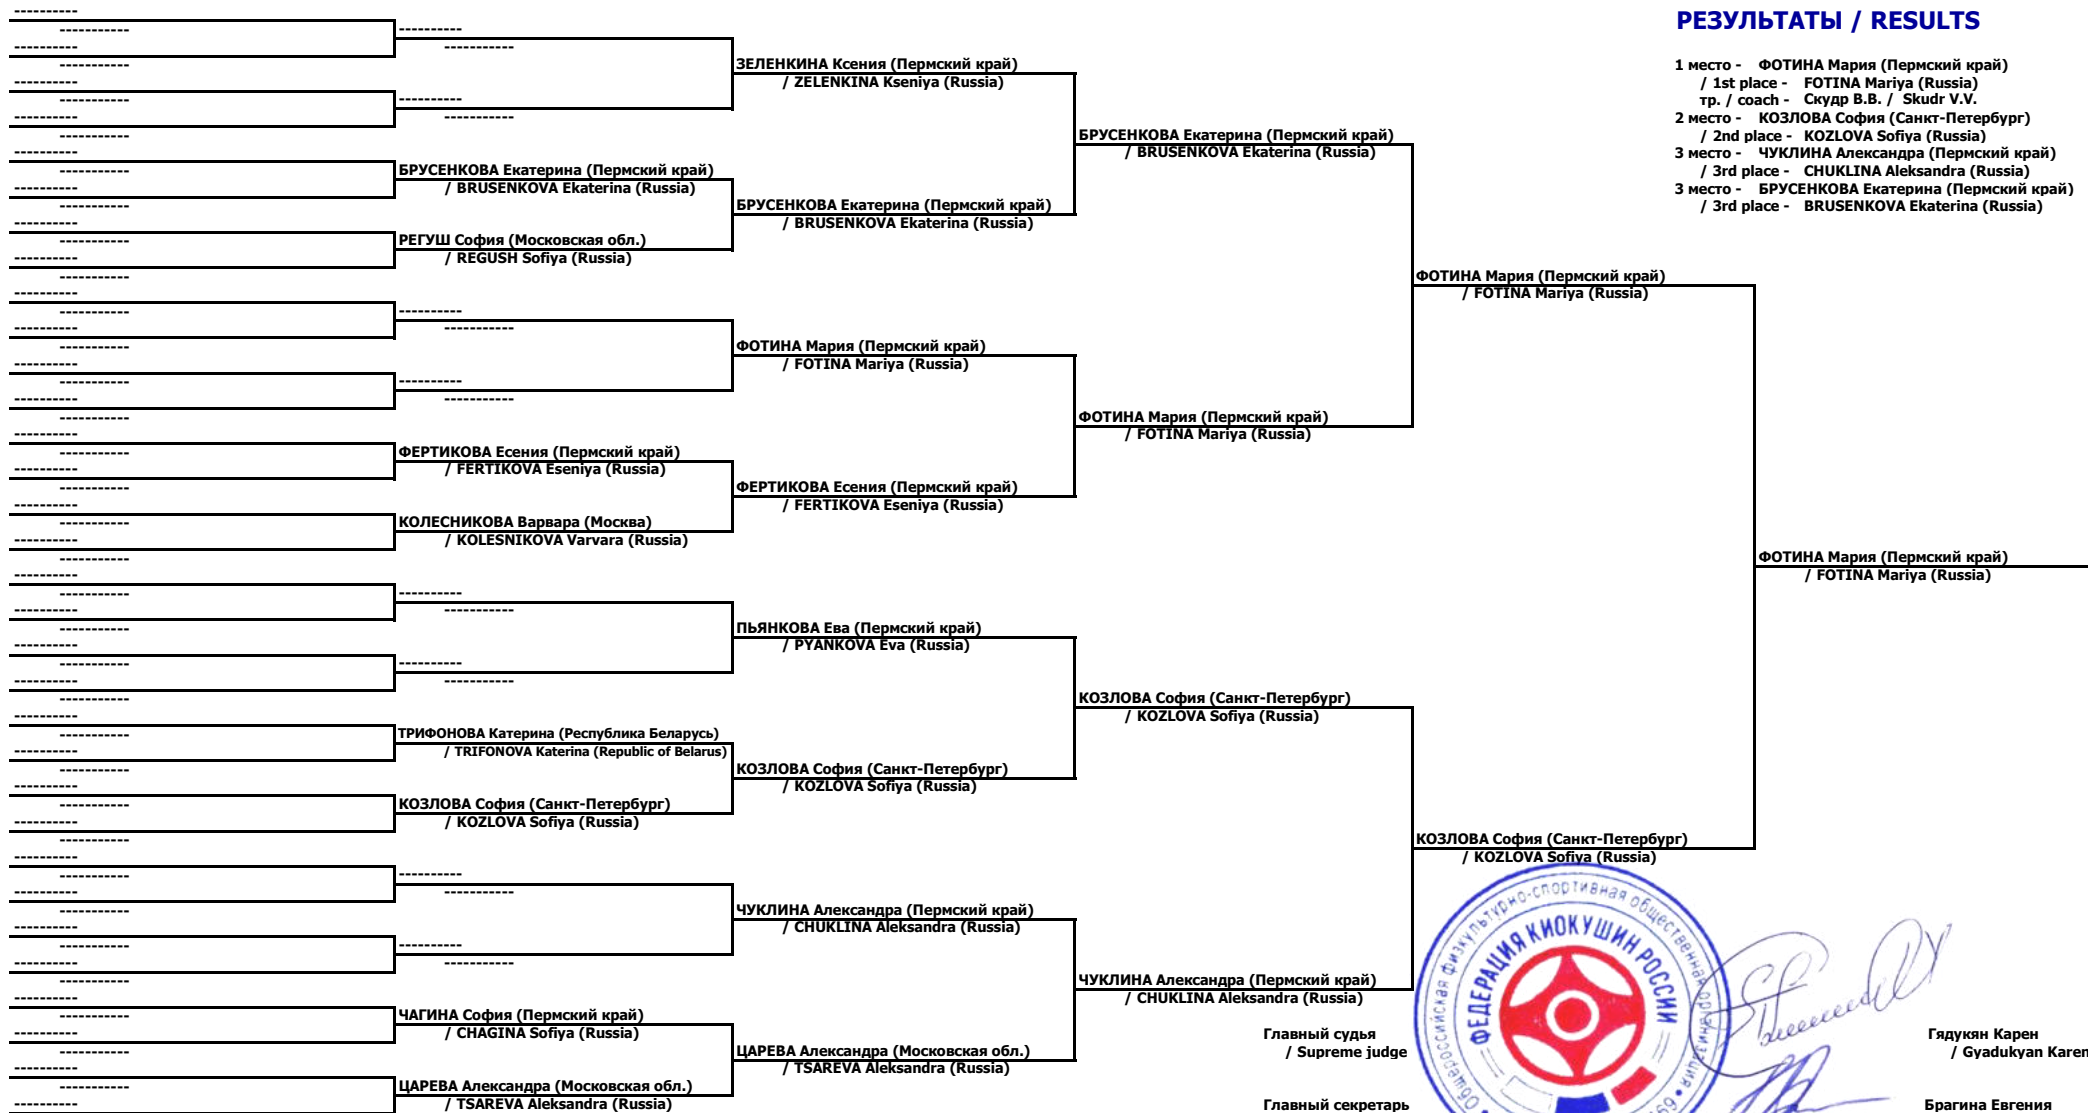 РЕЗУЛЬТАТЫ / RESULTS
1 место - ФОТИНА Мария (Пермский край)
/ 1st place - FOTINA Mariya (Russia)
тр. / coach - Скудр В.В. / Skudr V.V.
2 место - КОЗЛОВА София (Санкт-Петербург)
/ 2nd place - KOZLOVA Sofiya (Russia)
3 место - ЧУКЛИНА Александра (Пермский край)
/ 3rd place - CHUKLINA Aleksandra (Russia)
3 место - БРУСЕНКОВА Екатерина (Пермский край)
/ 3rd place - BRUSENKOVA Ekaterina (Russia)
БРУСЕНКОВА Екатерина (Пермский край)
/ BRUSENKOVA Ekaterina (Russia)
РЕГУШ София (Московская обл.)
/ REGUSH Sofiya (Russia)
ФЕРТИКОВА Есения (Пермский край)
/ FERTIKOVA Eseniya (Russia)
КОЛЕСНИКОВА Варвара (Москва)
/ KOLESNIKOVA Varvara (Russia)
ТРИФОНОВА Катерина (Республика Беларусь)
/ TRIFONOVA Katerina (Republic of Belarus)
КОЗЛОВА София (Санкт-Петербург)
/ KOZLOVA Sofiya (Russia)
ЧАГИНА София (Пермский край)
/ CHAGINA Sofiya (Russia)
ЦАРЕВА Александра (Московская обл.)
/ TSAREVA Aleksandra (Russia)
ЗЕЛЕНКИНА Ксения (Пермский край)
/ ZELENKINA Kseniya (Russia)
БРУСЕНКОВА Екатерина (Пермский край)
/ BRUSENKOVA Ekaterina (Russia)
ФОТИНА Мария (Пермский край)
/ FOTINA Mariya (Russia)
ФЕРТИКОВА Есения (Пермский край)
/ FERTIKOVA Eseniya (Russia)
ПЬЯНКОВА Ева (Пермский край)
/ PYANKOVA Eva (Russia)
КОЗЛОВА София (Санкт-Петербург)
/ KOZLOVA Sofiya (Russia)
ЧУКЛИНА Александра (Пермский край)
/ CHUKLINA Aleksandra (Russia)
ЦАРЕВА Александра (Московская обл.)
/ TSAREVA Aleksandra (Russia)
БРУСЕНКОВА Екатерина (Пермский край)
/ BRUSENKOVA Ekaterina (Russia)
ФОТИНА Мария (Пермский край)
/ FOTINA Mariya (Russia)
КОЗЛОВА София (Санкт-Петербург)
/ KOZLOVA Sofiya (Russia)
ЧУКЛИНА Александра (Пермский край)
/ CHUKLINA Aleksandra (Russia)
ФОТИНА Мария (Пермский край)
/ FOTINA Mariya (Russia)
КОЗЛОВА София (Санкт-Петербург)
/ KOZLOVA Sofiya (Russia)
ФОТИНА Мария (Пермский край)
/ FOTINA Mariya (Russia)
Общероссийская физкультурно-спортивная общественная организация
ФЕДЕРАЦИЯ КИОКУШИН РОССИИ
Главный судья
/ Supreme judge
Гядукян Карен
/ Gyadukyan Karen
Главный секретарь
Брагина Евгения